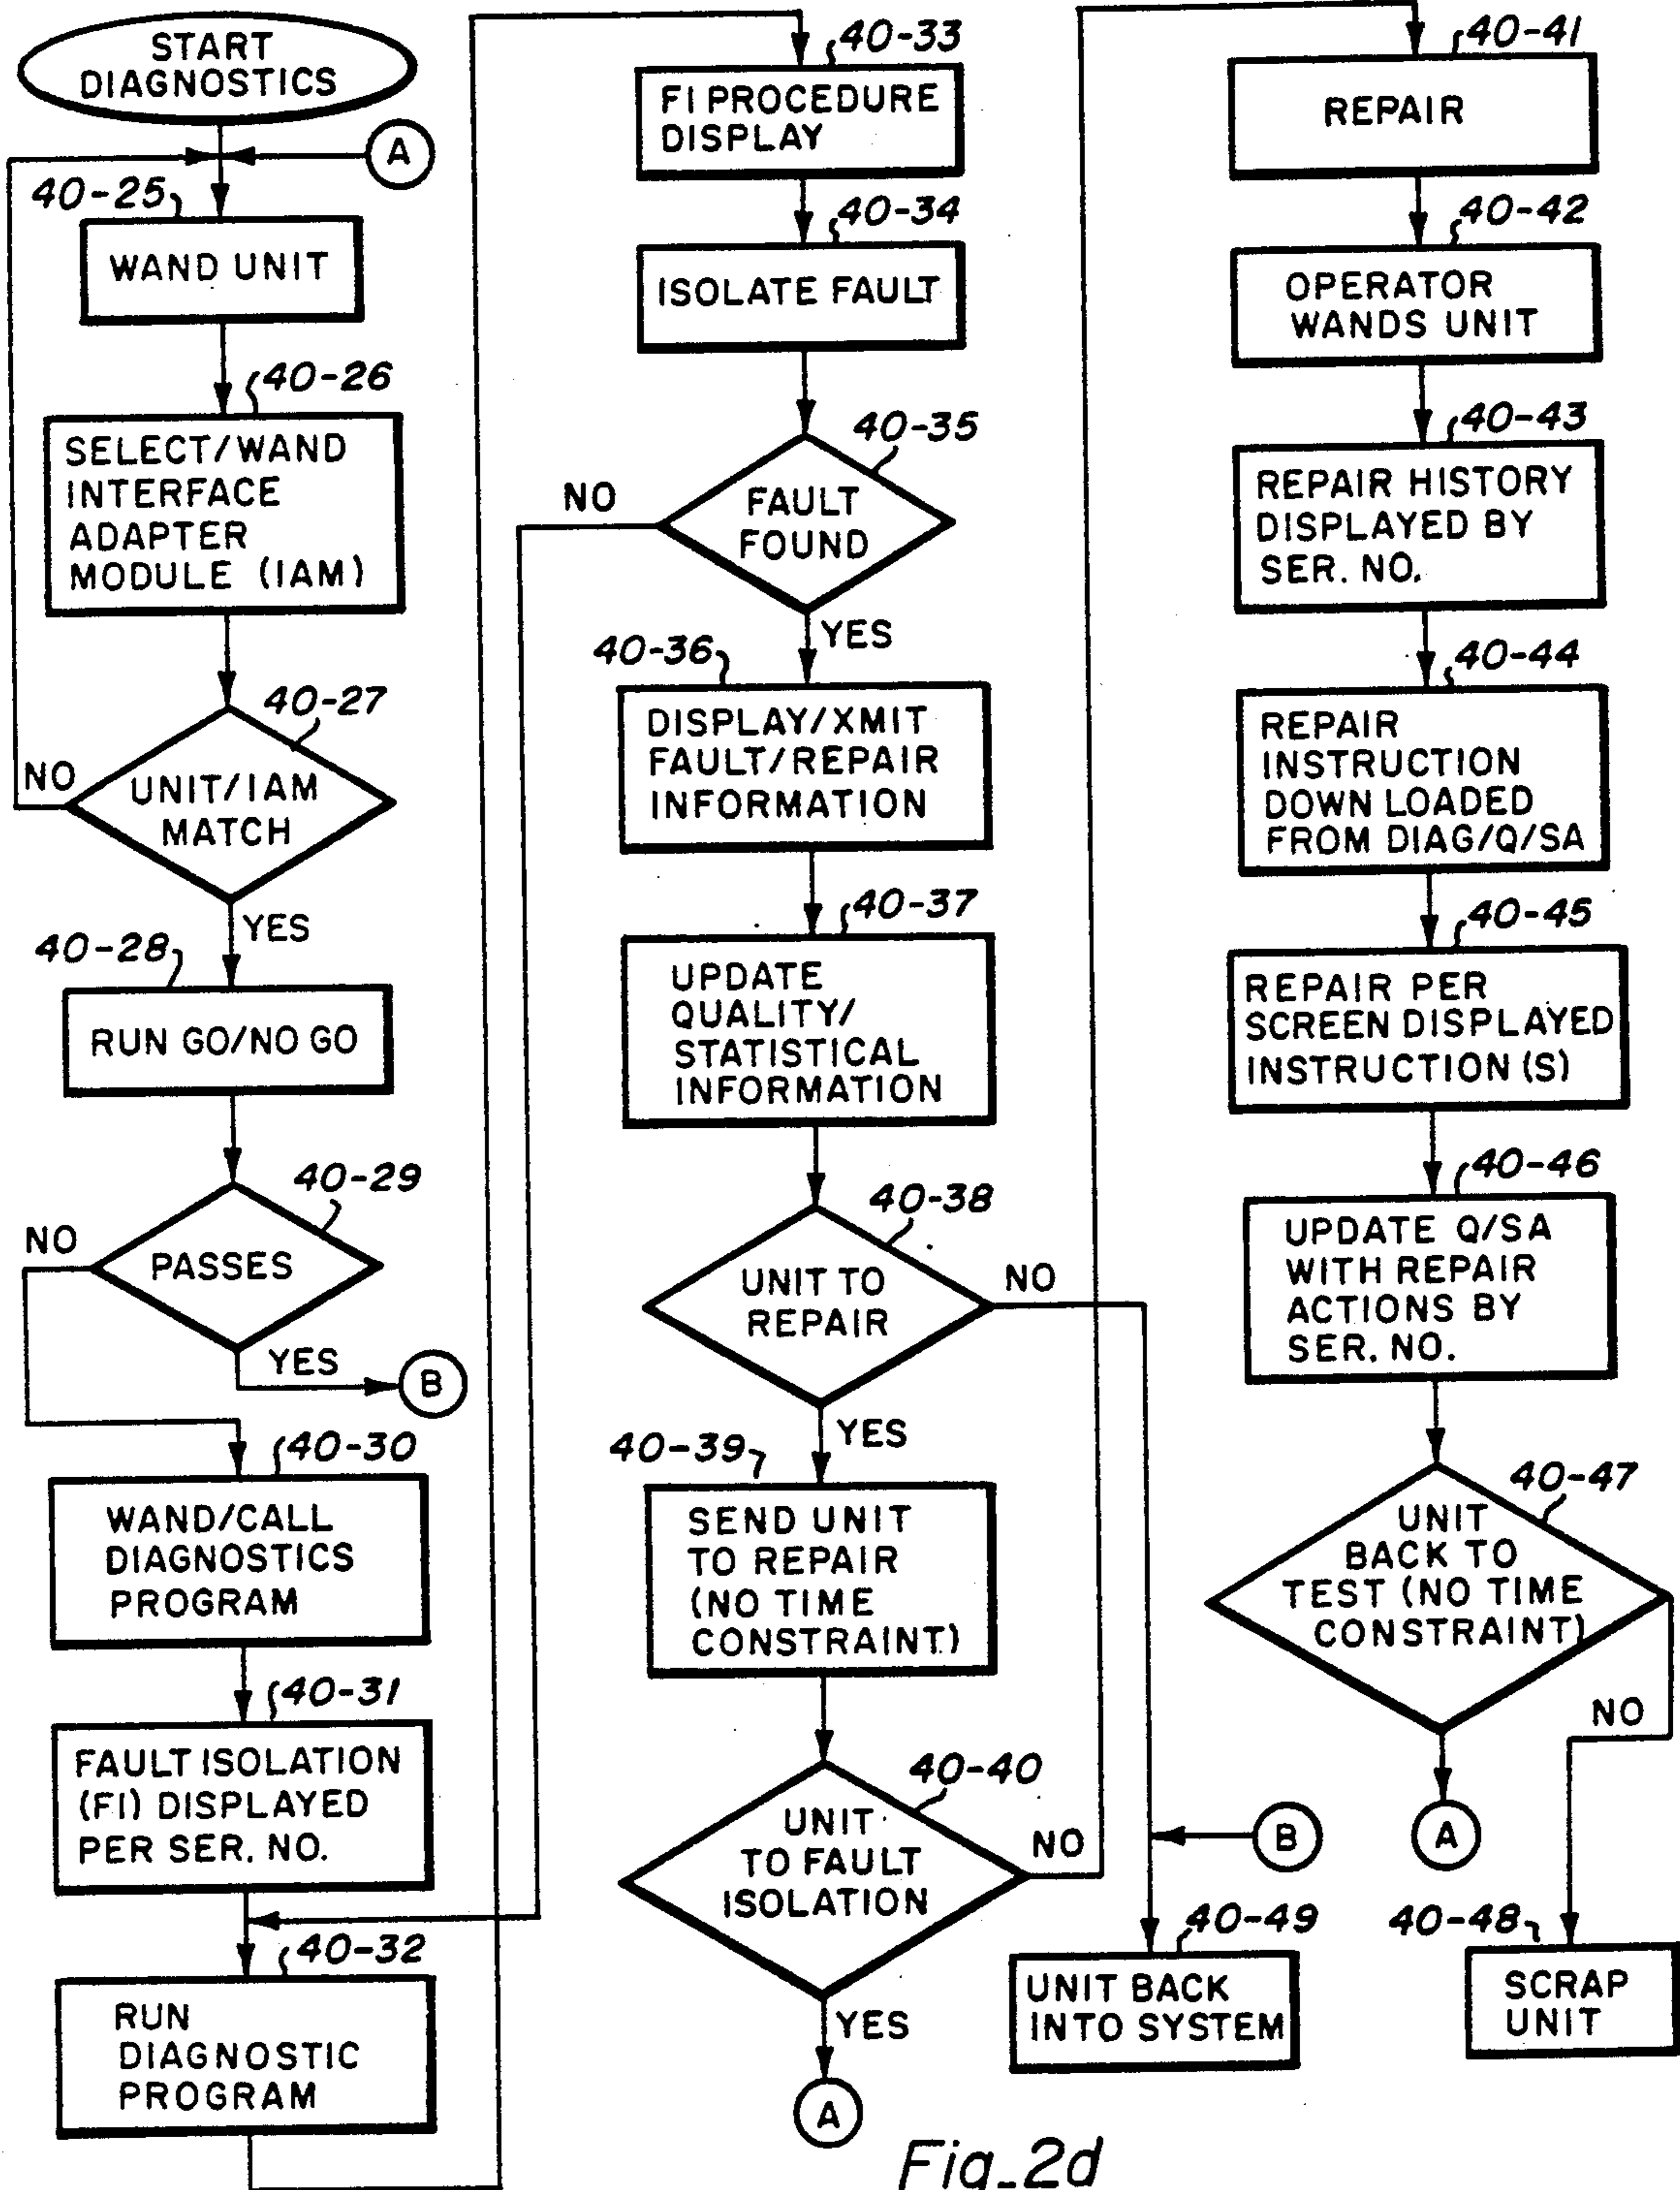 START
DIAGNOSTICS
A
40-25
WAND UNIT
40-26
SELECT/WAND
INTERFACE
ADAPTER
MODULE (IAM)
40-27
NO
UNIT/IAM
MATCH
YES
40-28
RUN GO/NO GO
40-29
NO
PASSES
YES
B
40-30
WAND/CALL
DIAGNOSTICS
PROGRAM
40-31
FAULT ISOLATION
(FI) DISPLAYED
PER SER. NO.
40-32
RUN
DIAGNOSTIC
PROGRAM
40-33
FI PROCEDURE
DISPLAY
40-34
ISOLATE FAULT
40-35
NO
FAULT
FOUND
YES
40-36
DISPLAY/XMIT
FAULT/REPAIR
INFORMATION
40-37
UPDATE
QUALITY/
STATISTICAL
INFORMATION
40-38
UNIT TO
REPAIR
NO
YES
40-39
SEND UNIT
TO REPAIR
(NO TIME
CONSTRAINT)
40-40
UNIT
TO FAULT
ISOLATION
NO
YES
A
40-41
REPAIR
40-42
OPERATOR
WANDS UNIT
40-43
REPAIR HISTORY
DISPLAYED BY
SER. NO.
40-44
REPAIR
INSTRUCTION
DOWN LOADED
FROM DIAG/Q/SA
40-45
REPAIR PER
SCREEN DISPLAYED
INSTRUCTION (S)
40-46
UPDATE Q/SA
WITH REPAIR
ACTIONS BY
SER. NO.
40-47
UNIT
BACK TO
TEST (NO TIME
CONSTRAINT)
NO
A
B
40-49
UNIT BACK
INTO SYSTEM
40-48
SCRAP
UNIT
Fig_2d